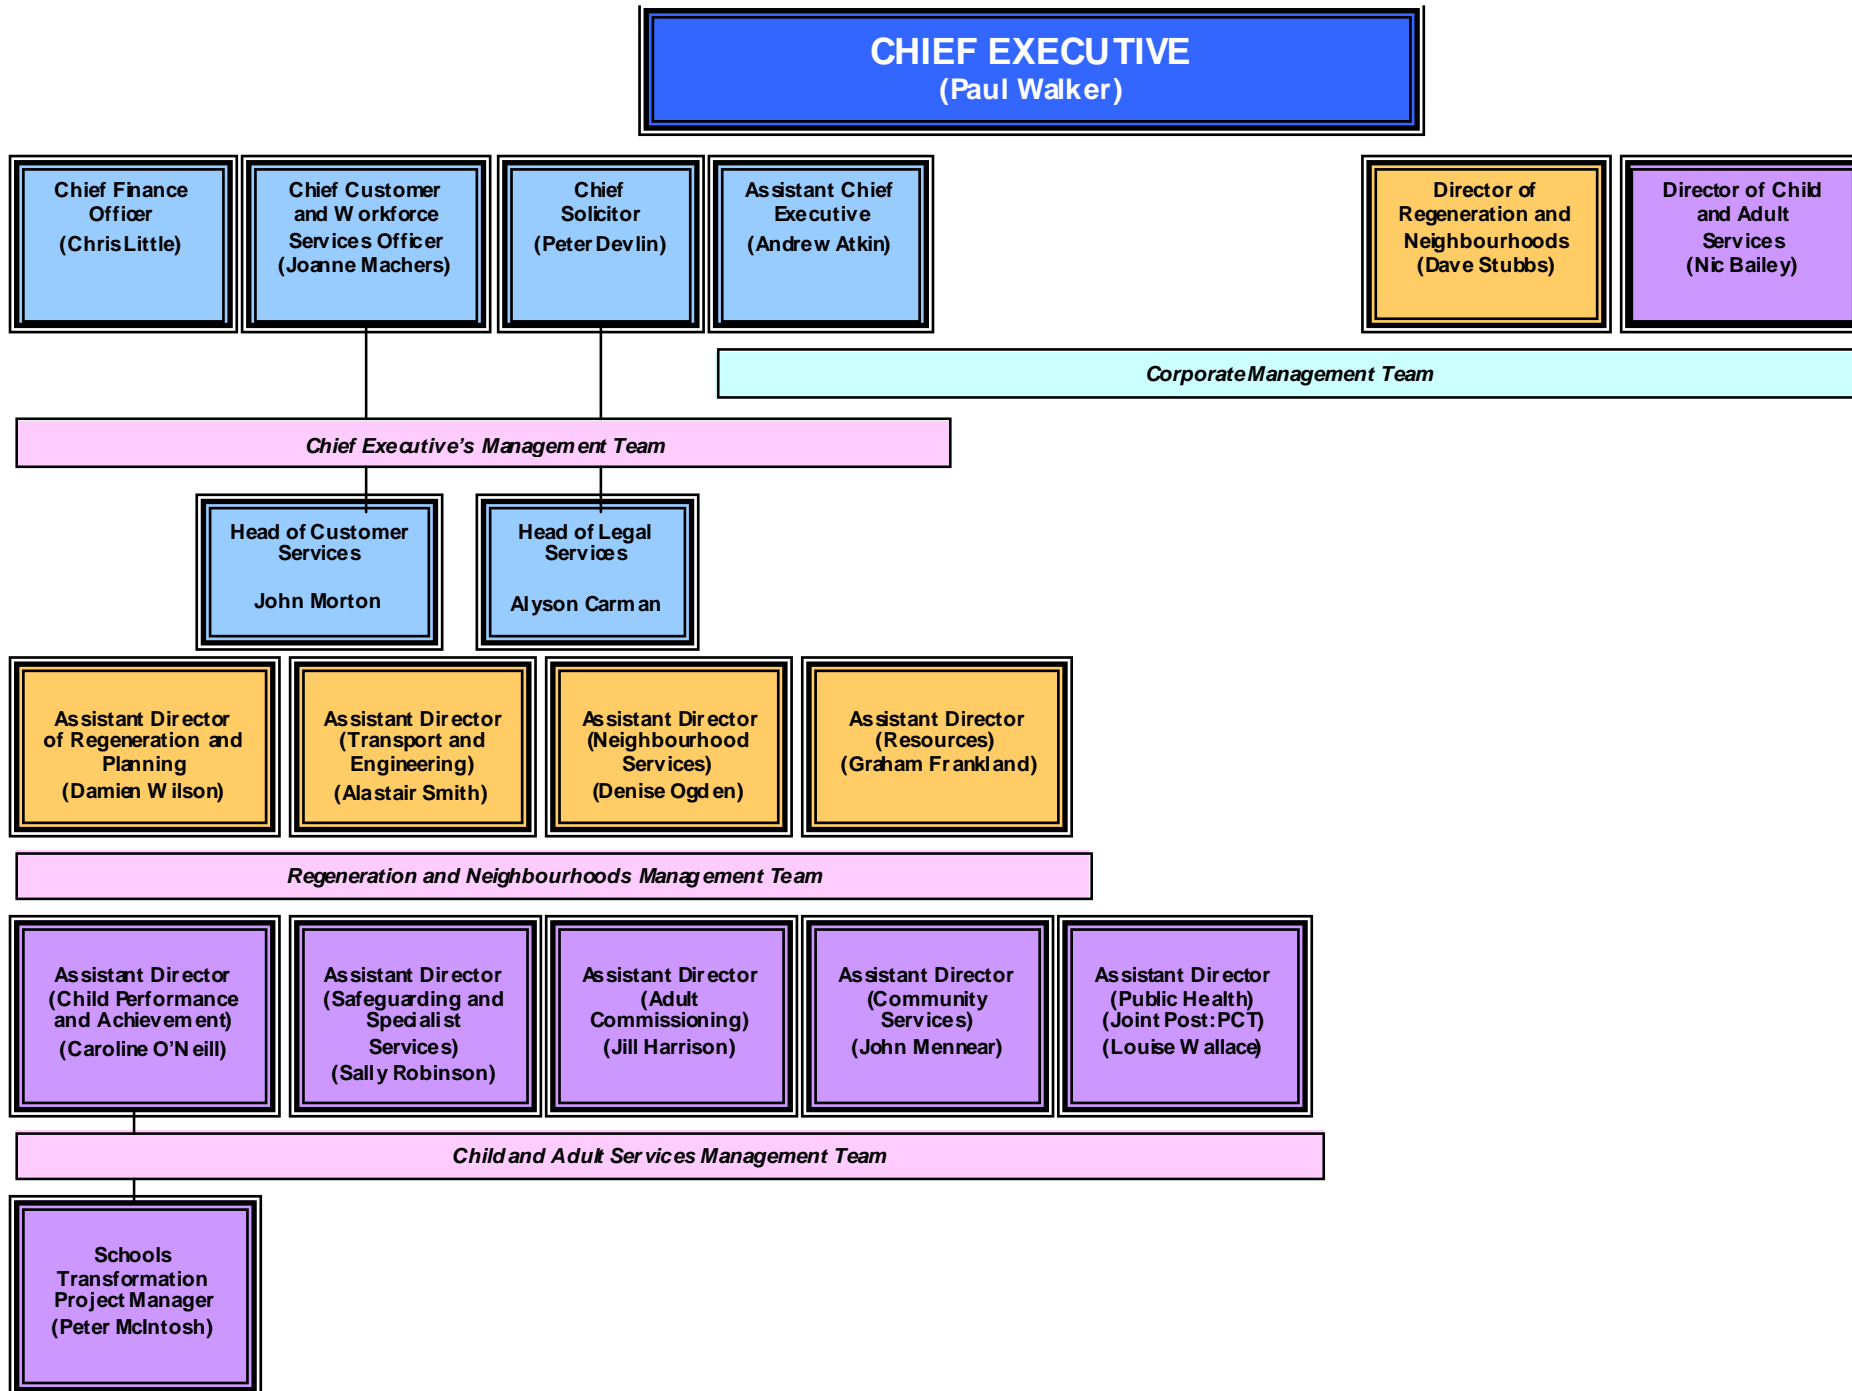 CHIEF EXECUTIVE
(Paul Walker)
Chief Finance
Officer
(Chris Little)
Chief Customer
and Workforce
Services Officer
(Joanne Machers)
Chief
Solicitor
(Peter Devlin)
Assistant Chief
Executive
(Andrew Atkin)
Director of
Regeneration and
Neighbourhoods
(Dave Stubbs)
Director of Child
and Adult
Services
(Nic Bailey)
Corporate Management Team
Chief Executive's Management Team
Head of Customer
Services
John Morton
Head of Legal
Services
Alyson Carman
Assistant Director
of Regeneration and
Planning
(Damien Wilson)
Assistant Director
(Transport and
Engineering)
(Alastair Smith)
Assistant Director
(Neighbourhood
Services)
(Denise Ogden)
Assistant Director
(Resources)
(Graham Frankland)
Regeneration and Neighbourhoods Management Team
Assistant Director
(Child Performance
and Achievement)
(Caroline O'Neill)
Assistant Director
(Safeguarding and
Specialist
Services)
(Sally Robinson)
Assistant Director
(Adult
Commissioning)
(Jill Harrison)
Assistant Director
(Community
Services)
(John Mennear)
Assistant Director
(Public Health)
(Joint Post: PCT)
(Louise Wallace)
Child and Adult Services Management Team
Schools
Transformation
Project Manager
(Peter McIntosh)